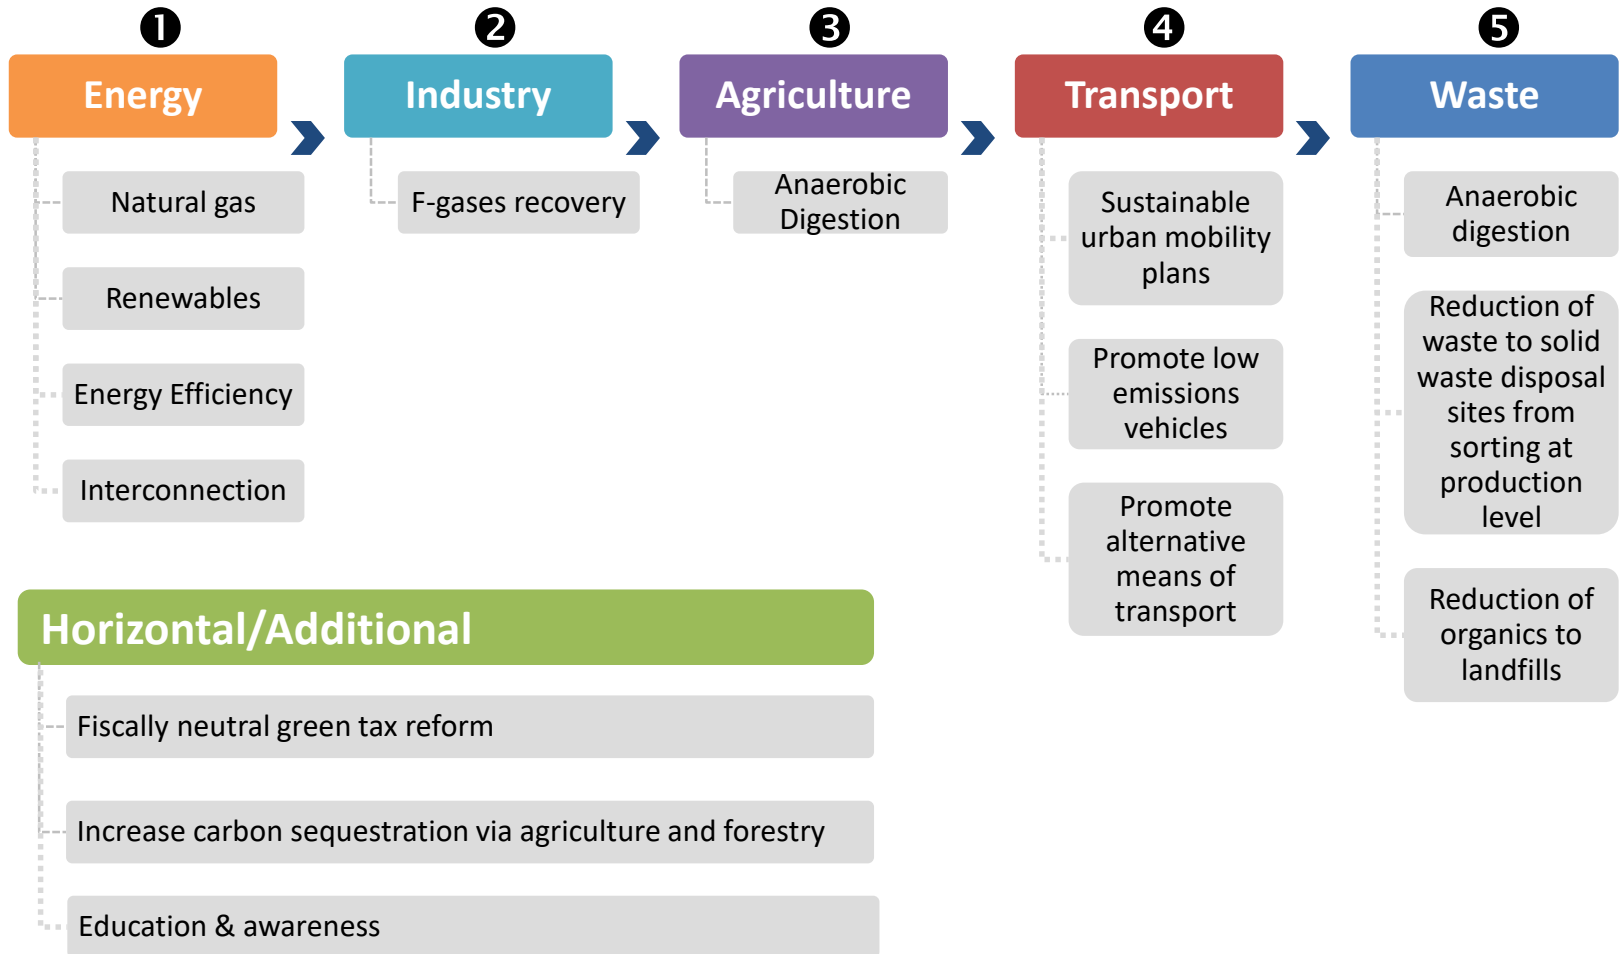 ❶
❷
❸
❹
❺
Energy
Industry
Agriculture
Transport
Waste
Natural gas
Renewables
Energy Efficiency
Interconnection
F-gases recovery
Anaerobic
Digestion
Sustainable
urban mobility
plans
Promote low
emissions
vehicles
Promote
alternative
means of
transport
Anaerobic
digestion
Reduction of
waste to solid
waste disposal
sites from
sorting at
production
level
Reduction of
organics to
landfills
Horizontal/Additional
Fiscally neutral green tax reform
Increase carbon sequestration via agriculture and forestry
Education & awareness